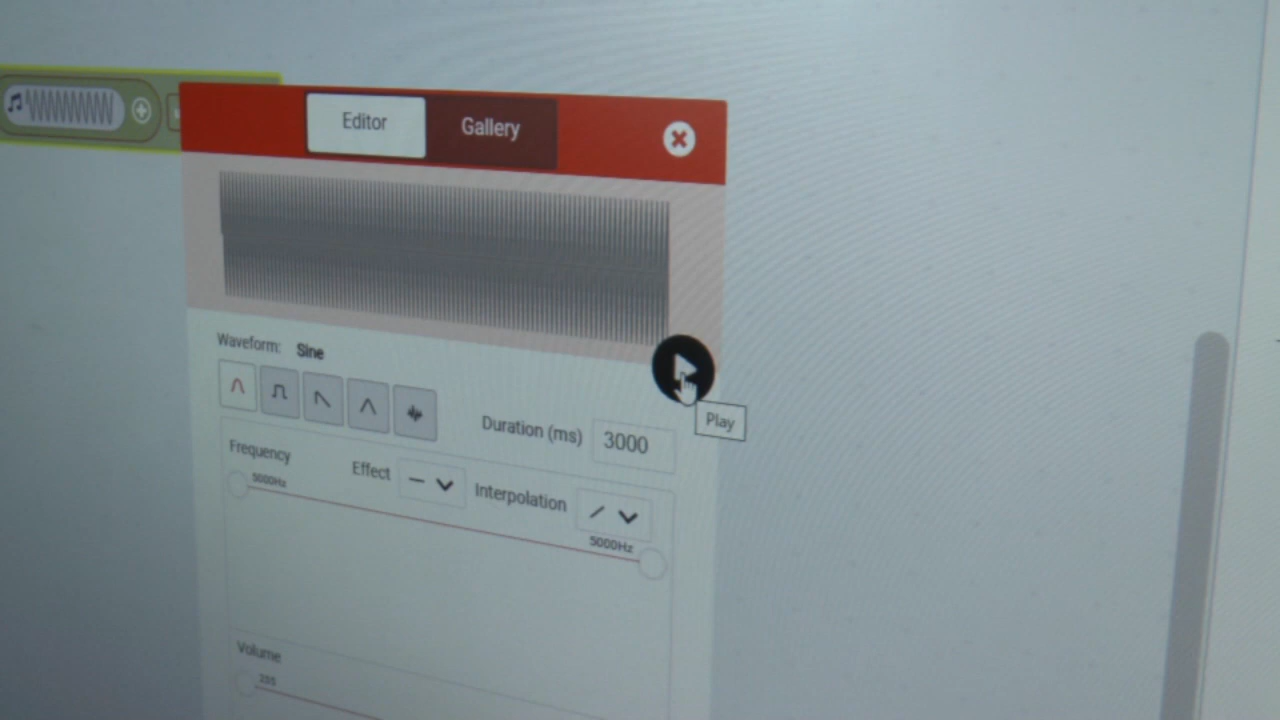 Editor
Gallery
Waveform: Sine
Play
Duration (ms) 3000
Frequency
Effect
Interpolation
5000Hz
5000Hz
Volume